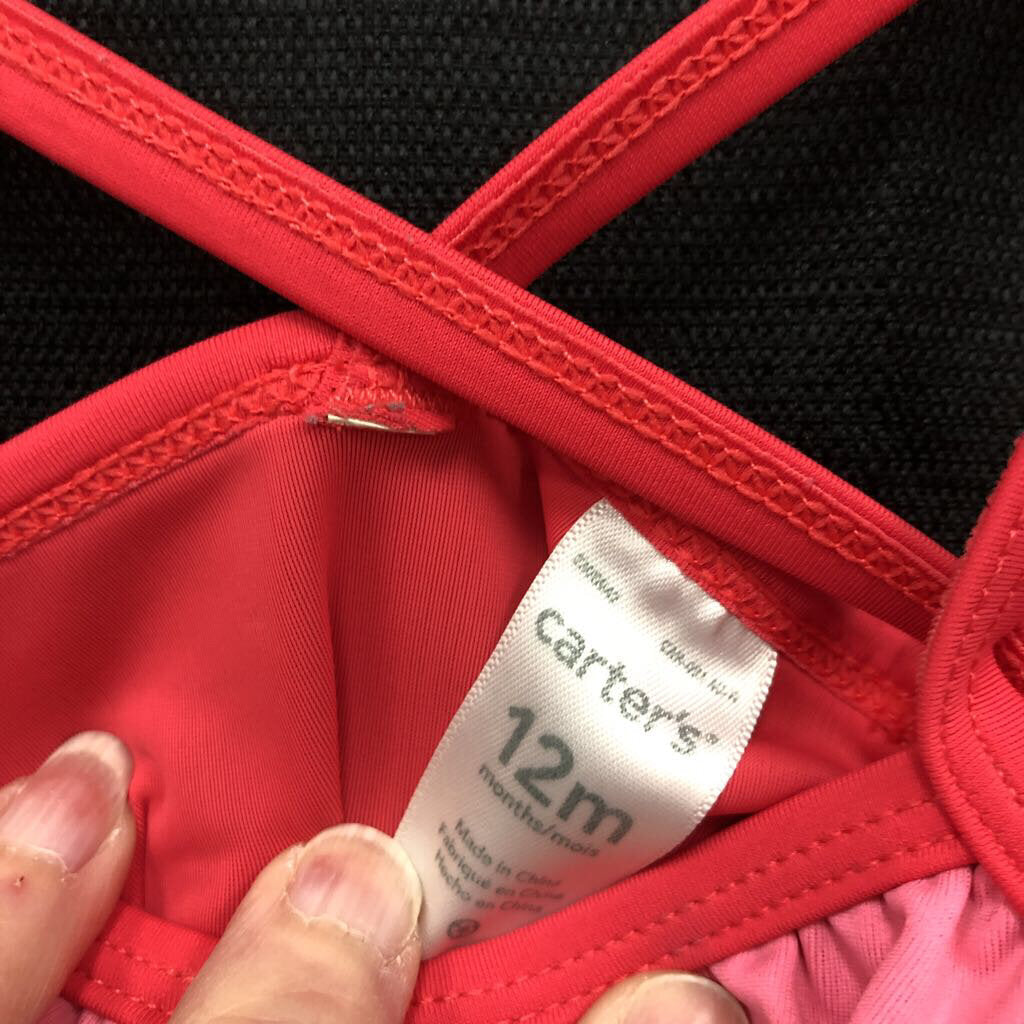 carter's
12m
months/mois
Made in China
Fabriqué en Chine
Hecho en China